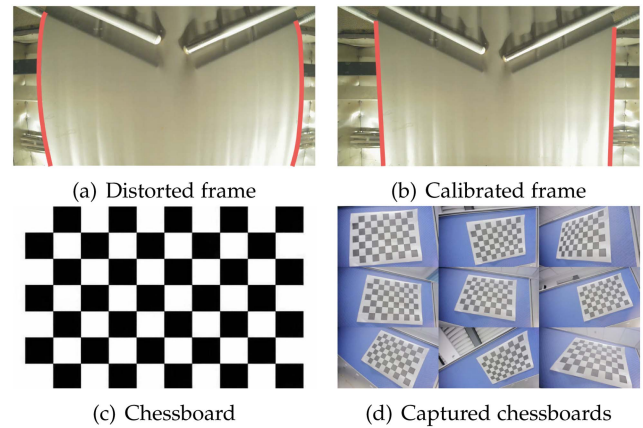 (a) Distorted frame
(b) Calibrated frame
(c) Chessboard
(d) Captured chessboards